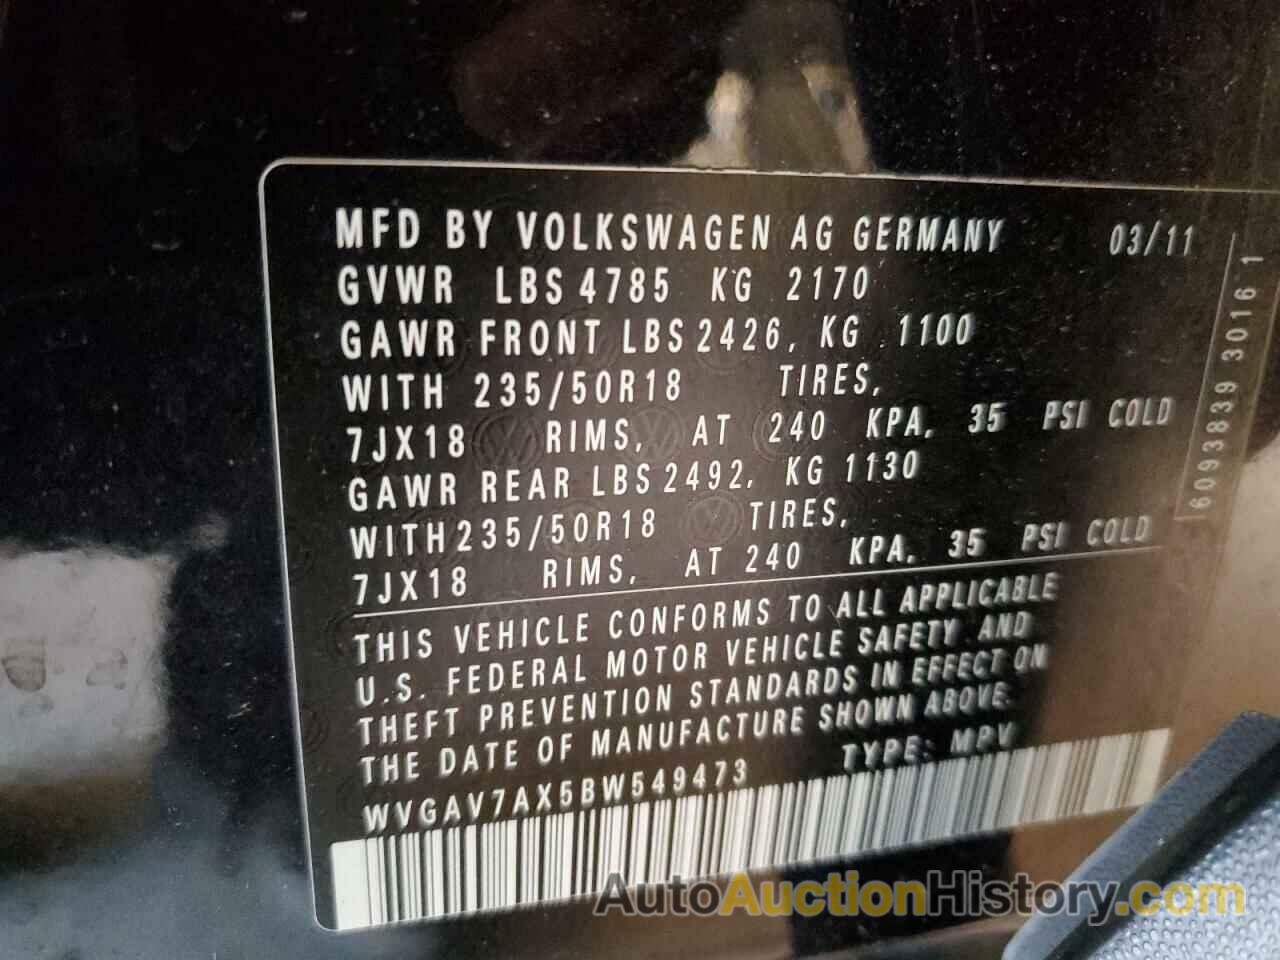 MFD BY VOLKSWAGEN AG GERMANY 03/11
GVWR LBS 4785 KG 2170
GAWR FRONT LBS 2426, KG 1100
WITH 235/50R18 TIRES,
7JX18 RIMS, AT 240 KPA, 35 PSI COLD
GAWR REAR LBS 2492, KG 1130
WITH 235/50R18 TIRES,
7JX18 RIMS, AT 240 KPA, 35 PSI COLD
THIS VEHICLE CONFORMS TO ALL APPLICABLE
U.S. FEDERAL MOTOR VEHICLE SAFETY AND
THEFT PREVENTION STANDARDS IN EFFECT ON
THE DATE OF MANUFACTURE SHOWN ABOVE.
TYPE: MPV
WVGAV7AX5BW549473
6093839 3016 1
AutoAuctionHistory.com